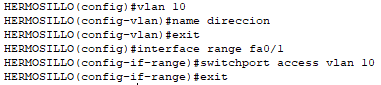 HERMOSILLO(config)#vlan 10
HERMOSILLO(config-vlan)#name direccion
HERMOSILLO(config-vlan)#exit
HERMOSILLO(config)#interface range fa0/1
HERMOSILLO(config-if-range)#switchport access vlan 10
HERMOSILLO(config-if-range)#exit